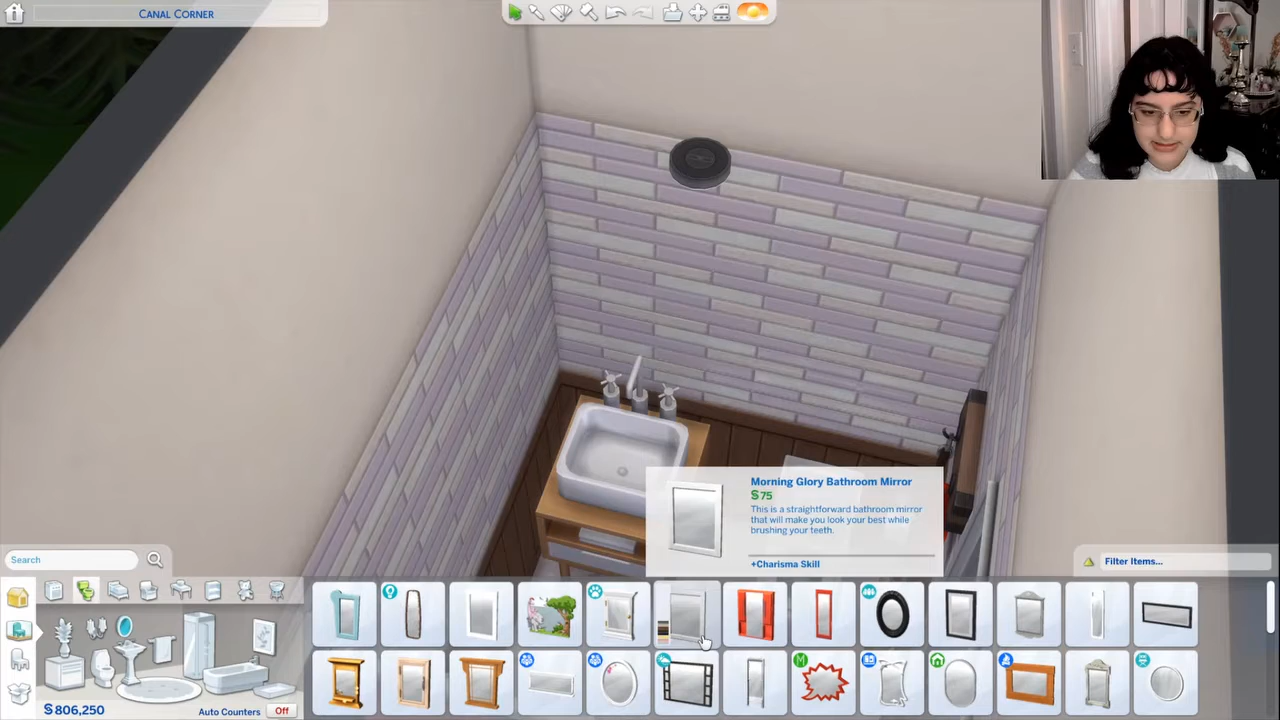 CANAL CORNER
Morning Glory Bathroom Mirror
§75
This is a straightforward bathroom mirror
that will make you look your best while
brushing your teeth.
+Charisma Skill
Search
Filter Items...
§806,250
Auto Counters
Off